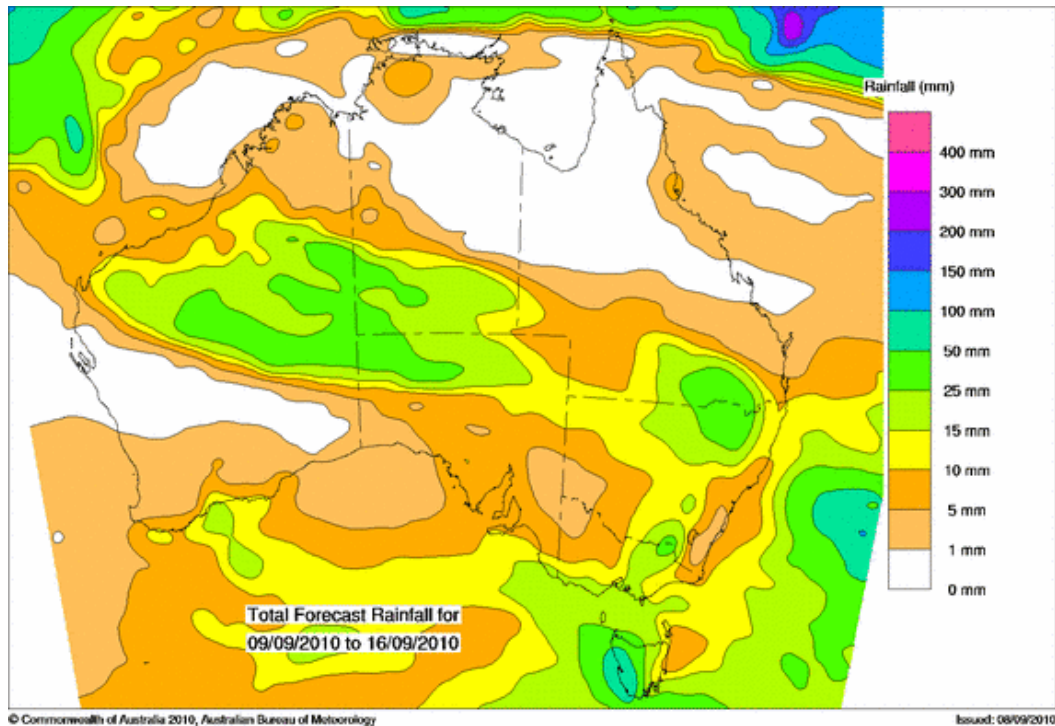 Rainfall (mm)
400 mm
300 mm
200 mm
150 mm
100 mm
50 mm
25 mm
15 mm
10 mm
5 mm
1 mm
0 mm
Total Forecast Rainfall for
09/09/2010 to 16/09/2010
© Commonwealth of Australia 2010, Australian Bureau of Meteorology
Issued: 08/09/2010